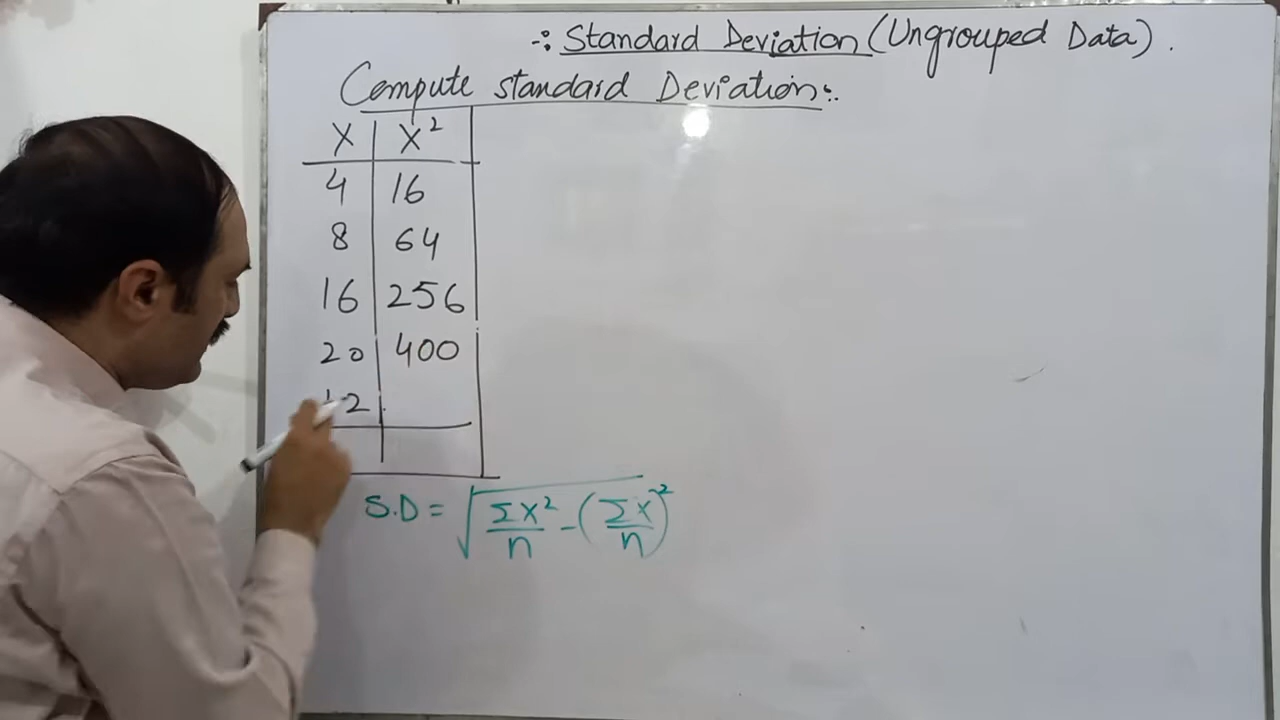 -: Standard Deviation (Ungrouped Data).
Compute standard Deviation:.
X X²
4 16
8 64
16 256
20 400
2
S.D = √ΣX²/n - (ΣX/n)²